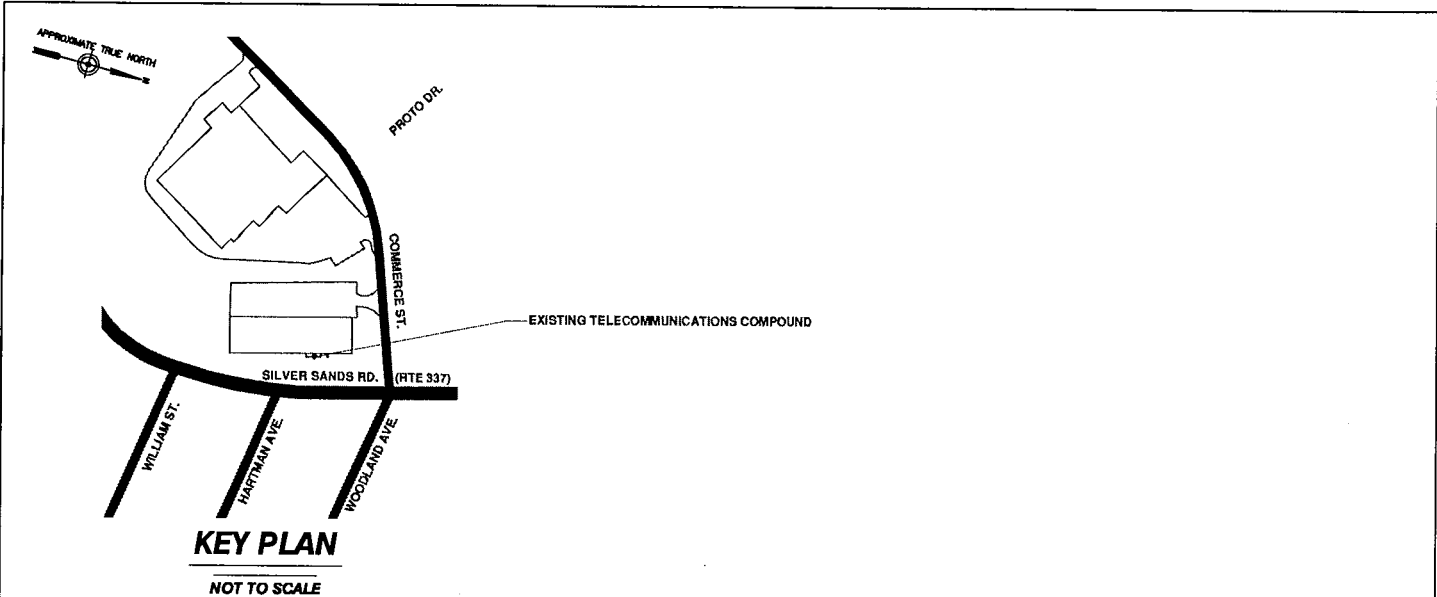 APPROXIMATE TRUE NORTH
N
PROTO DR.
COMMERCE ST.
EXISTING TELECOMMUNICATIONS COMPOUND
SILVER SANDS RD. (RTE 337)
WILLIAM ST.
HARTMAN AVE.
WOODLAND AVE.
KEY PLAN
NOT TO SCALE